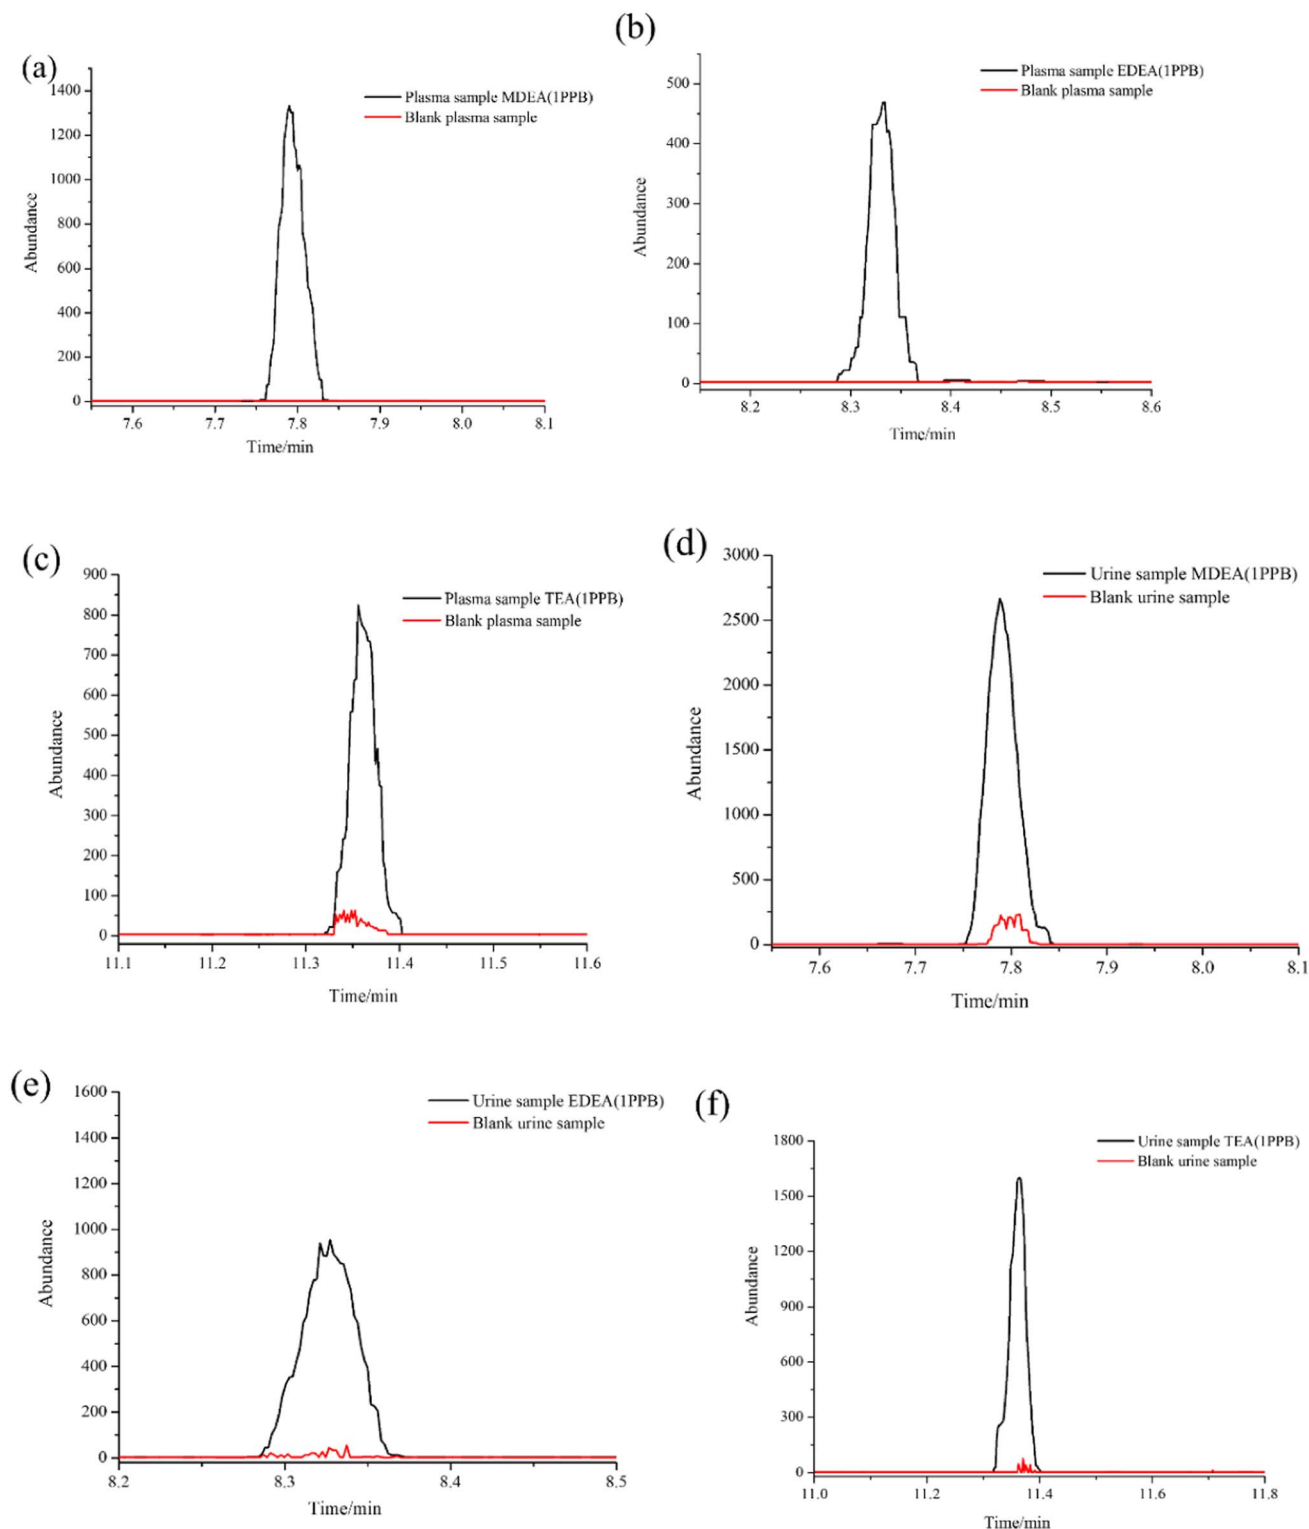 (a)
Plasma sample MDEA(1PPB)
Blank plasma sample
1400
1200
1000
800
600
400
200
0
Abundance
7.6 7.7 7.8 7.9 8.0 8.1
Time/min
(b)
Plasma sample EDEA(1PPB)
Blank plasma sample
500
400
300
200
100
0
Abundance
8.2 8.3 8.4 8.5 8.6
Time/min
(c)
Plasma sample TEA(1PPB)
Blank plasma sample
900
800
700
600
500
400
300
200
100
0
Abundance
11.1 11.2 11.3 11.4 11.5 11.6
Time/min
(d)
Urine sample MDEA(1PPB)
Blank urine sample
3000
2500
2000
1500
1000
500
0
Abundance
7.6 7.7 7.8 7.9 8.0 8.1
Time/min
(e)
Urine sample EDEA(1PPB)
Blank urine sample
1600
1400
1200
1000
800
600
400
200
0
Abundance
8.2 8.3 8.4 8.5
Time/min
(f)
Urine sample TEA(1PPB)
Blank urine sample
1800
1500
1200
900
600
300
0
Abundance
11.0 11.2 11.4 11.6 11.8
Time/min